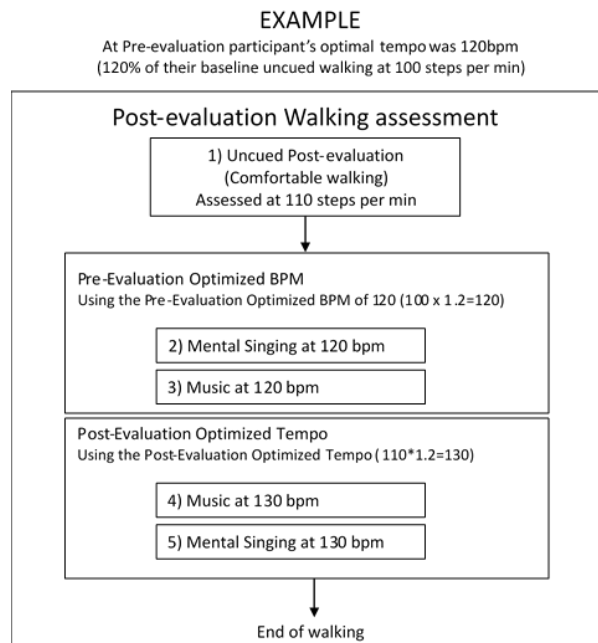 EXAMPLE
At Pre-evaluation participant's optimal tempo was 120bpm
(120% of their baseline uncued walking at 100 steps per min)
Post-evaluation Walking assessment
1) Uncued Post-evaluation
(Comfortable walking)
Assessed at 110 steps per min
Pre-Evaluation Optimized BPM
Using the Pre-Evaluation Optimized BPM of 120 (100 x 1.2=120)
2) Mental Singing at 120 bpm
3) Music at 120 bpm
Post-Evaluation Optimized Tempo
Using the Post-Evaluation Optimized Tempo ( 110*1.2=130)
4) Music at 130 bpm
5) Mental Singing at 130 bpm
End of walking